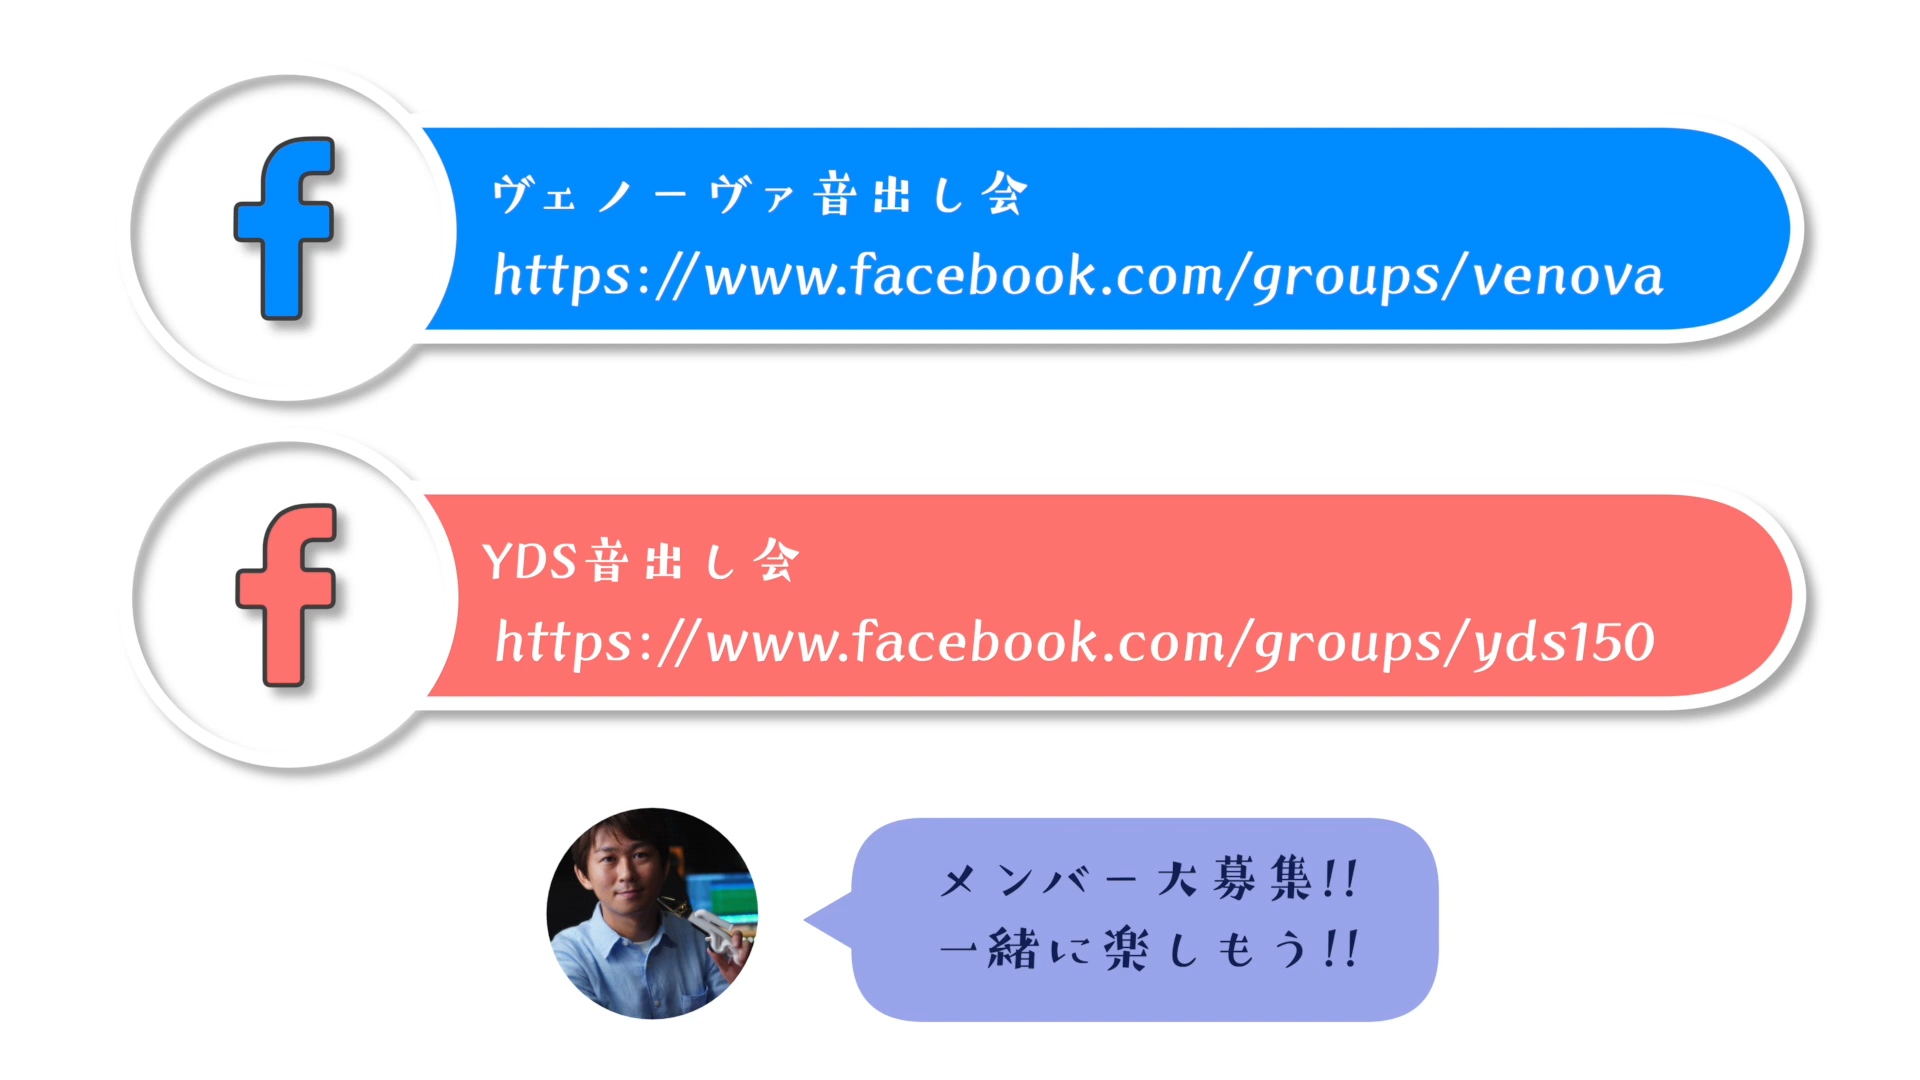 ヴェノーヴァ音出し会
https://www.facebook.com/groups/venova
YDS音出し会
https://www.facebook.com/groups/yds150
メンバー大募集!!
一緒に楽しもう!!